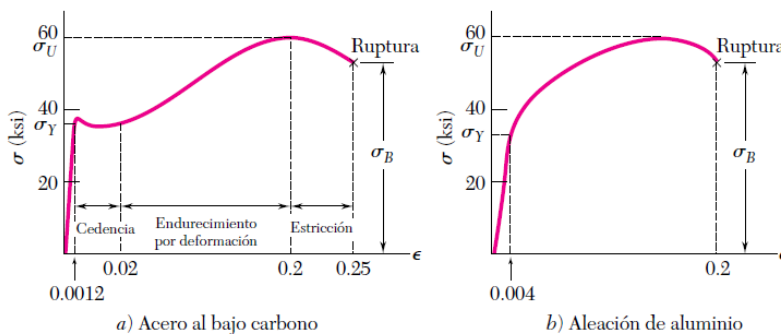 60
σU
Ruptura
40
σY
σ (ksi)
σB
20
Cedencia
Endurecimiento
por deformación
Estricción
0.02
0.2
0.25
ϵ
0.0012
a) Acero al bajo carbono
60
σU
Ruptura
40
σY
σ (ksi)
σB
20
0.2
0.004
b) Aleación de aluminio